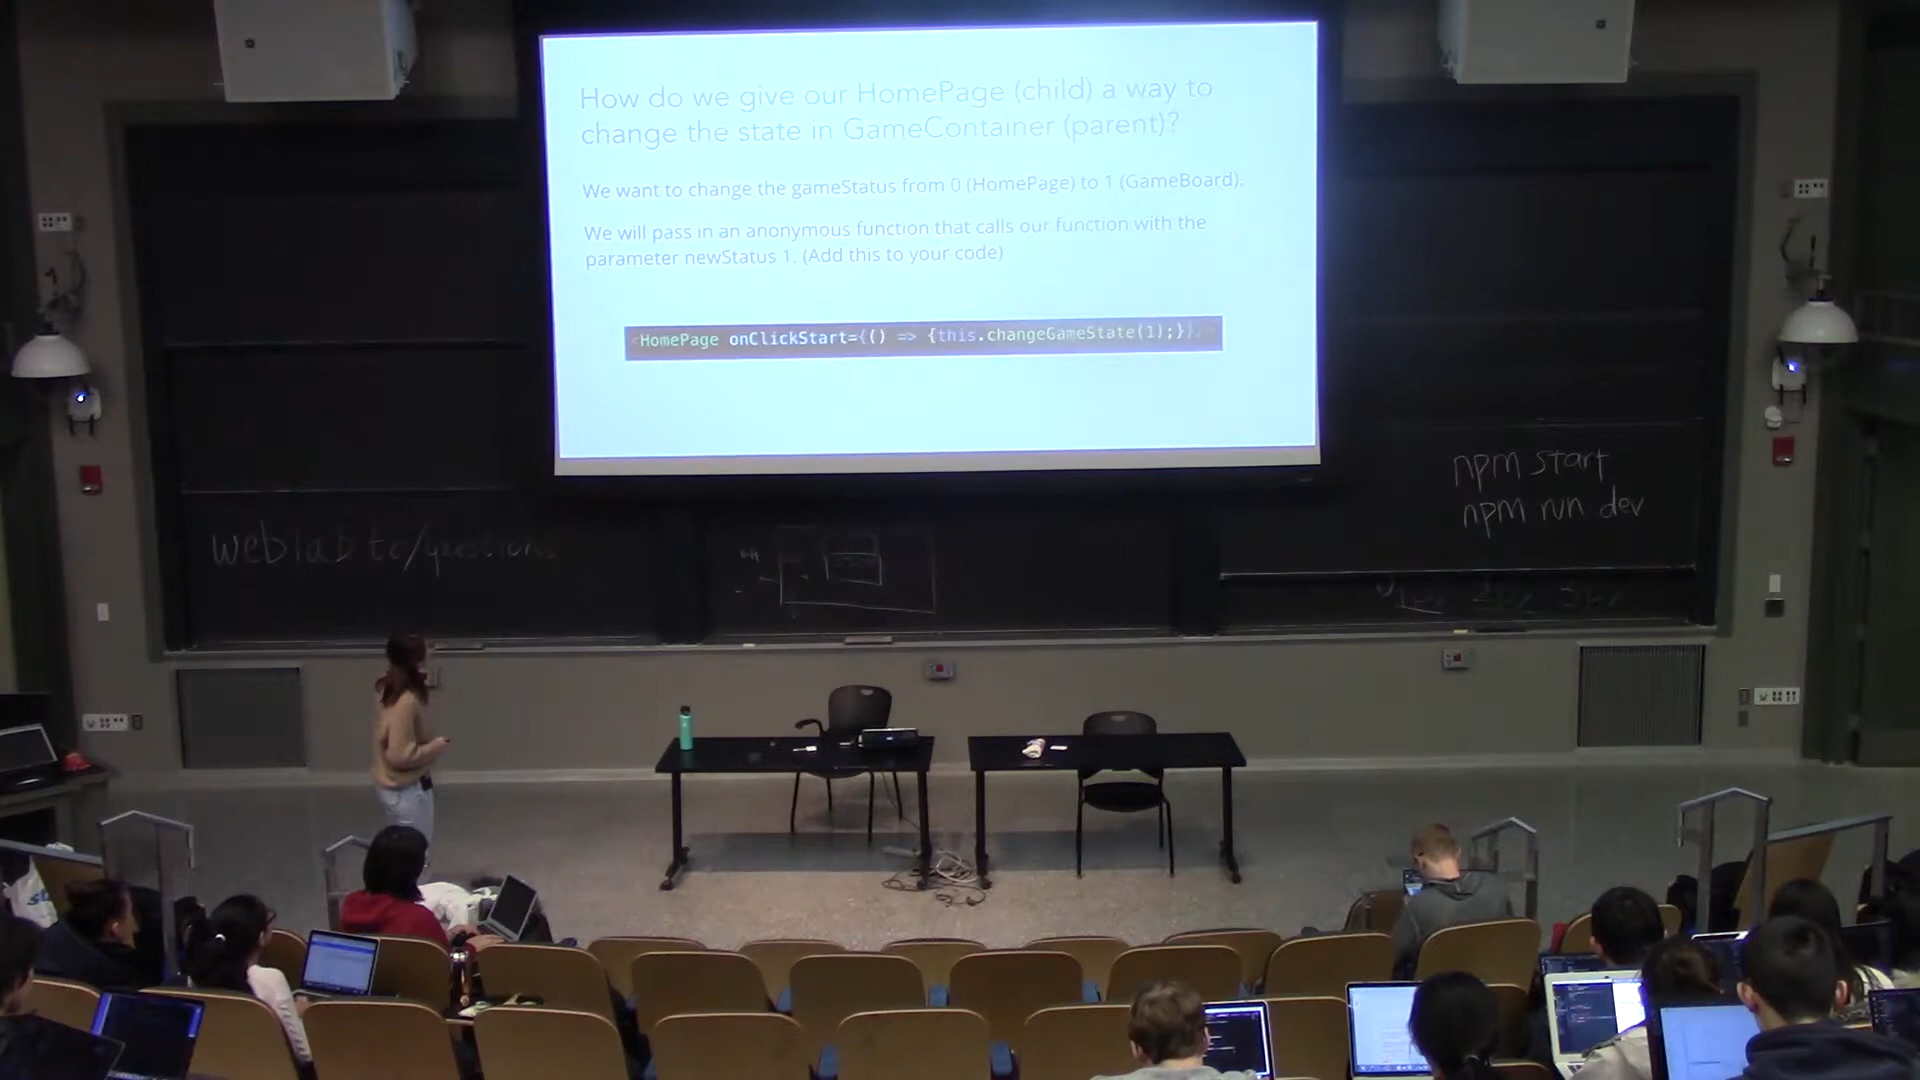 How do we give our HomePage (child) a way to
change the state in GameContainer (parent)?
We want to change the gameStatus from 0 (HomePage) to 1 (GameBoard).
We will pass in an anonymous function that calls our function with the
parameter newStatus 1. (Add this to your code)
<HomePage onClickStart={() => {this.changeGameState(1);}}/>
npm start
npm run dev
weblab.to/questions